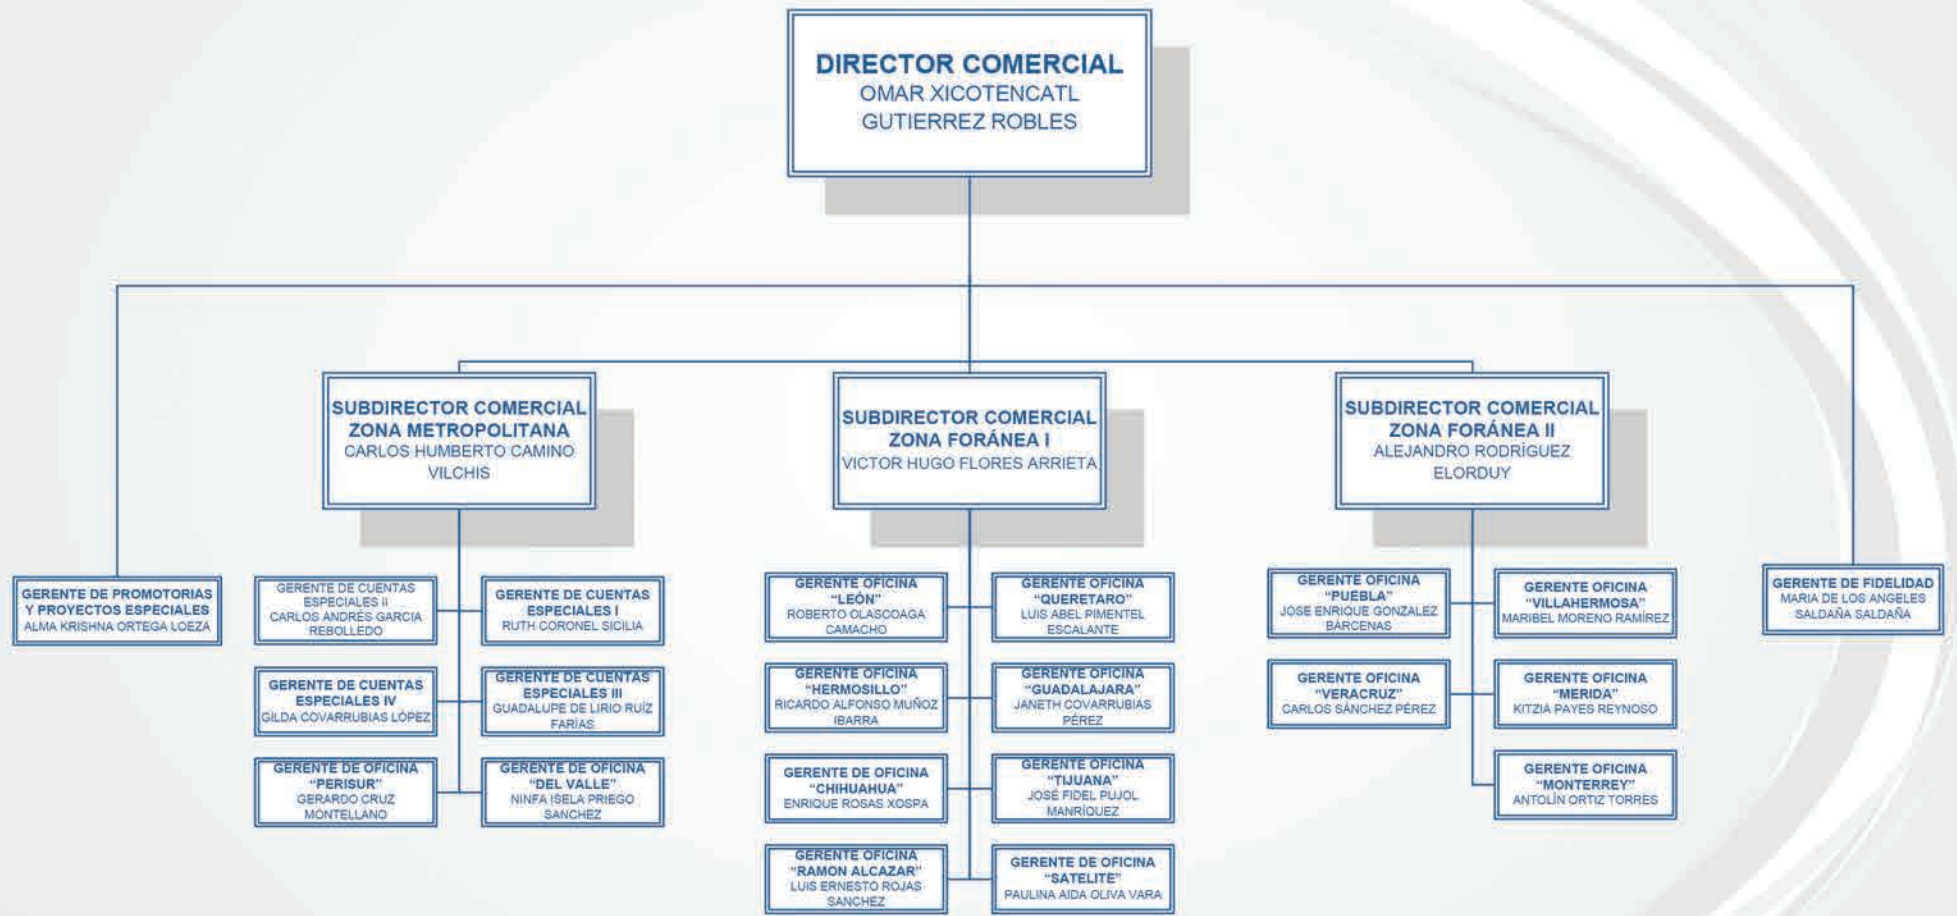 DIRECTOR COMERCIAL
OMAR XICOTENCATL
GUTIERREZ ROBLES
SUBDIRECTOR COMERCIAL
ZONA METROPOLITANA
CARLOS HUMBERTO CAMINO
VILCHIS
SUBDIRECTOR COMERCIAL
ZONA FORÁNEA I
VICTOR HUGO FLORES ARRIETA
SUBDIRECTOR COMERCIAL
ZONA FORÁNEA II
ALEJANDRO RODRÍGUEZ
ELORDUY
GERENTE DE PROMOTORIAS
Y PROYECTOS ESPECIALES
ALMA KRISHNA ORTEGA LOEZA
GERENTE DE CUENTAS
ESPECIALES II
CARLOS ANDRÉS GARCIA
REBOLLEDO
GERENTE DE CUENTAS
ESPECIALES I
RUTH CORONEL SICILIA
GERENTE DE CUENTAS
ESPECIALES IV
GILDA COVARRUBIAS LÓPEZ
GERENTE DE CUENTAS
ESPECIALES III
GUADALUPE DE LIRIO RUÍZ
FARÍAS
GERENTE DE OFICINA
“PERISUR”
GERARDO CRUZ
MONTELLANO
GERENTE DE OFICINA
“DEL VALLE”
NINFA ISELA PRIEGO
SANCHEZ
GERENTE OFICINA
“LEÓN”
ROBERTO OLASCOAGA
CAMACHO
GERENTE OFICINA
“QUERETARO”
LUIS ABEL PIMENTEL
ESCALANTE
GERENTE OFICINA
“HERMOSILLO”
RICARDO ALFONSO MUÑOZ
IBARRA
GERENTE OFICINA
“GUADALAJARA”
JANETH COVARRUBIAS
PÉREZ
GERENTE DE OFICINA
“CHIHUAHUA”
ENRIQUE ROSAS XOSPA
GERENTE OFICINA
“TIJUANA”
JOSÉ FIDEL PUJOL
MANRÍQUEZ
GERENTE OFICINA
“RAMON ALCAZAR”
LUIS ERNESTO ROJAS
SANCHEZ
GERENTE DE OFICINA
“SATELITE”
PAULINA AIDA OLIVA VARA
GERENTE OFICINA
“PUEBLA”
JOSE ENRIQUE GONZALEZ
BÁRCENAS
GERENTE OFICINA
“VILLAHERMOSA”
MARIBEL MORENO RAMÍREZ
GERENTE OFICINA
“VERACRUZ”
CARLOS SÁNCHEZ PÉREZ
GERENTE OFICINA
“MERIDA”
KITZIA PAYES REYNOSO
GERENTE OFICINA
“MONTERREY”
ANTOLÍN ORTIZ TORRES
GERENTE DE FIDELIDAD
MARIA DE LOS ANGELES
SALDAÑA SALDAÑA